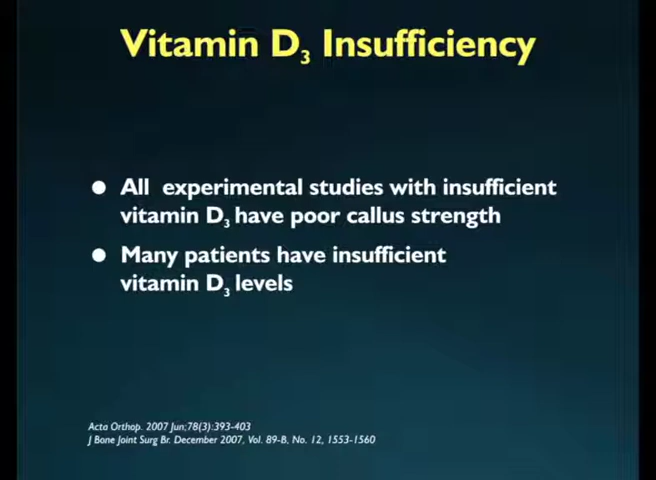 Vitamin D₃ Insufficiency
● All experimental studies with insufficient
vitamin D₃ have poor callus strength
● Many patients have insufficient
vitamin D₃ levels
Acta Orthop. 2007 Jun;78(3):393-403
J Bone Joint Surg Br. December 2007, Vol. 89-B, No. 12, 1553-1560